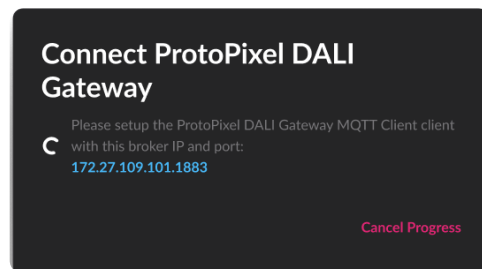 Connect ProtoPixel DALI
Gateway
Please setup the ProtoPixel DALI Gateway MQTT Client client
with this broker IP and port:
172.27.109.101.1883
Cancel Progress